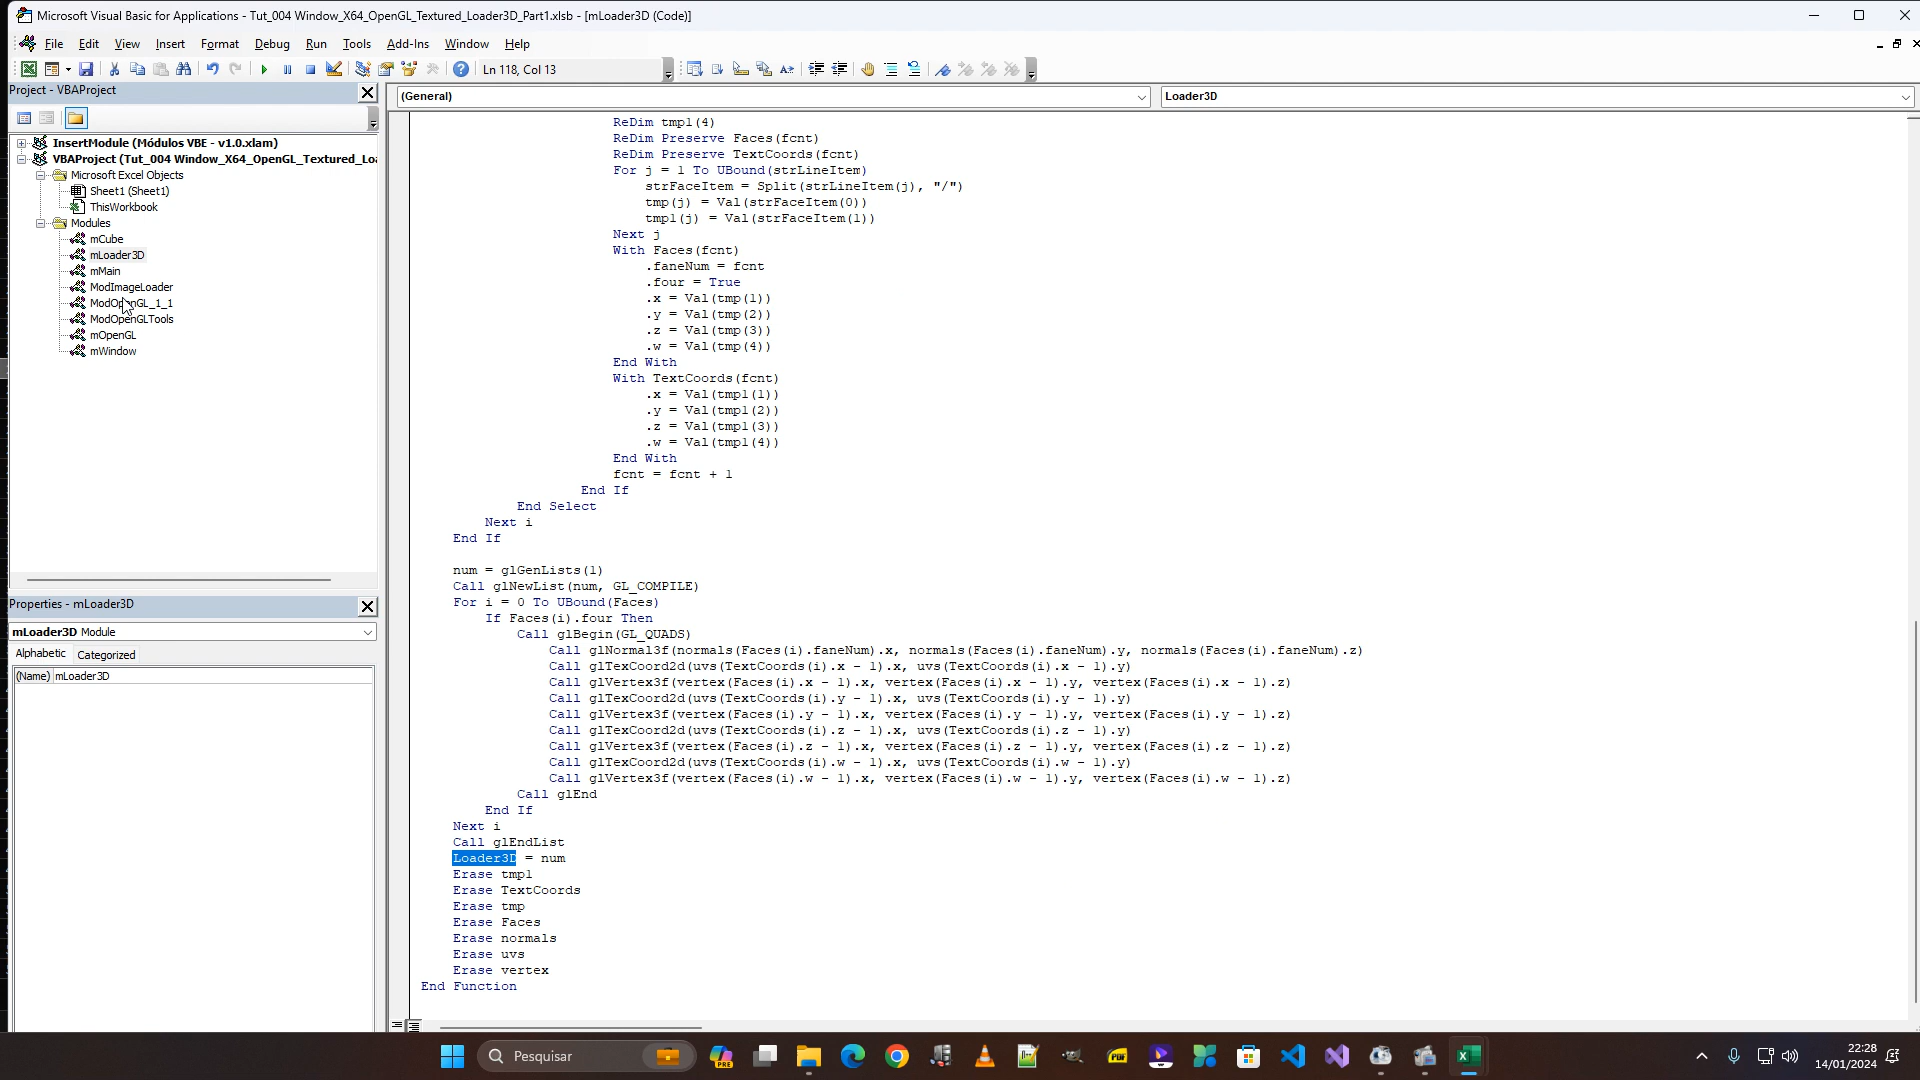 Microsoft Visual Basic for Applications - Tut_004 Window_X64_OpenGL_Textured_Loader3D_Part1.xlsb - [mLoader3D (Code)]
File Edit View Insert Format Debug Run Tools Add-Ins Window Help
Ln 118, Col 13
Project - VBAProject
(General)
Loader3D
InsertModule (Módulos VBE - v1.0.xlam)
VBAProject (Tut_004 Window_X64_OpenGL_Textured_Loa
Microsoft Excel Objects
Sheet1 (Sheet1)
ThisWorkbook
Modules
mCube
mLoader3D
mMain
ModImageLoader
ModOpenGL_1_1
ModOpenGLTools
mOpenGL
mWindow
Properties - mLoader3D
mLoader3D Module
Alphabetic Categorized
(Name) mLoader3D
ReDim tmp1(4)
ReDim Preserve Faces(fcnt)
ReDim Preserve TextCoords(fcnt)
For j = 1 To UBound(strLineItem)
strFaceItem = Split(strLineItem(j), "/")
tmp(j) = Val(strFaceItem(0))
tmp1(j) = Val(strFaceItem(1))
Next j
With Faces(fcnt)
.faneNum = fcnt
.four = True
.x = Val(tmp(1))
.y = Val(tmp(2))
.z = Val(tmp(3))
.w = Val(tmp(4))
End With
With TextCoords(fcnt)
.x = Val(tmp1(1))
.y = Val(tmp1(2))
.z = Val(tmp1(3))
.w = Val(tmp1(4))
End With
fcnt = fcnt + 1
End If
End Select
Next i
End If
num = glGenLists(1)
Call glNewList(num, GL_COMPILE)
For i = 0 To UBound(Faces)
If Faces(i).four Then
Call glBegin(GL_QUADS)
Call glNormal3f(normals(Faces(i).faneNum).x, normals(Faces(i).faneNum).y, normals(Faces(i).faneNum).z)
Call glTexCoord2d(uvs(TextCoords(i).x - 1).x, uvs(TextCoords(i).x - 1).y)
Call glVertex3f(vertex(Faces(i).x - 1).x, vertex(Faces(i).x - 1).y, vertex(Faces(i).x - 1).z)
Call glTexCoord2d(uvs(TextCoords(i).y - 1).x, uvs(TextCoords(i).y - 1).y)
Call glVertex3f(vertex(Faces(i).y - 1).x, vertex(Faces(i).y - 1).y, vertex(Faces(i).y - 1).z)
Call glTexCoord2d(uvs(TextCoords(i).z - 1).x, uvs(TextCoords(i).z - 1).y)
Call glVertex3f(vertex(Faces(i).z - 1).x, vertex(Faces(i).z - 1).y, vertex(Faces(i).z - 1).z)
Call glTexCoord2d(uvs(TextCoords(i).w - 1).x, uvs(TextCoords(i).w - 1).y)
Call glVertex3f(vertex(Faces(i).w - 1).x, vertex(Faces(i).w - 1).y, vertex(Faces(i).w - 1).z)
Call glEnd
End If
Next i
Call glEndList
Loader3D = num
Erase tmp1
Erase TextCoords
Erase tmp
Erase Faces
Erase normals
Erase uvs
Erase vertex
End Function
Pesquisar
PRE
PDF
22:28
14/01/2024